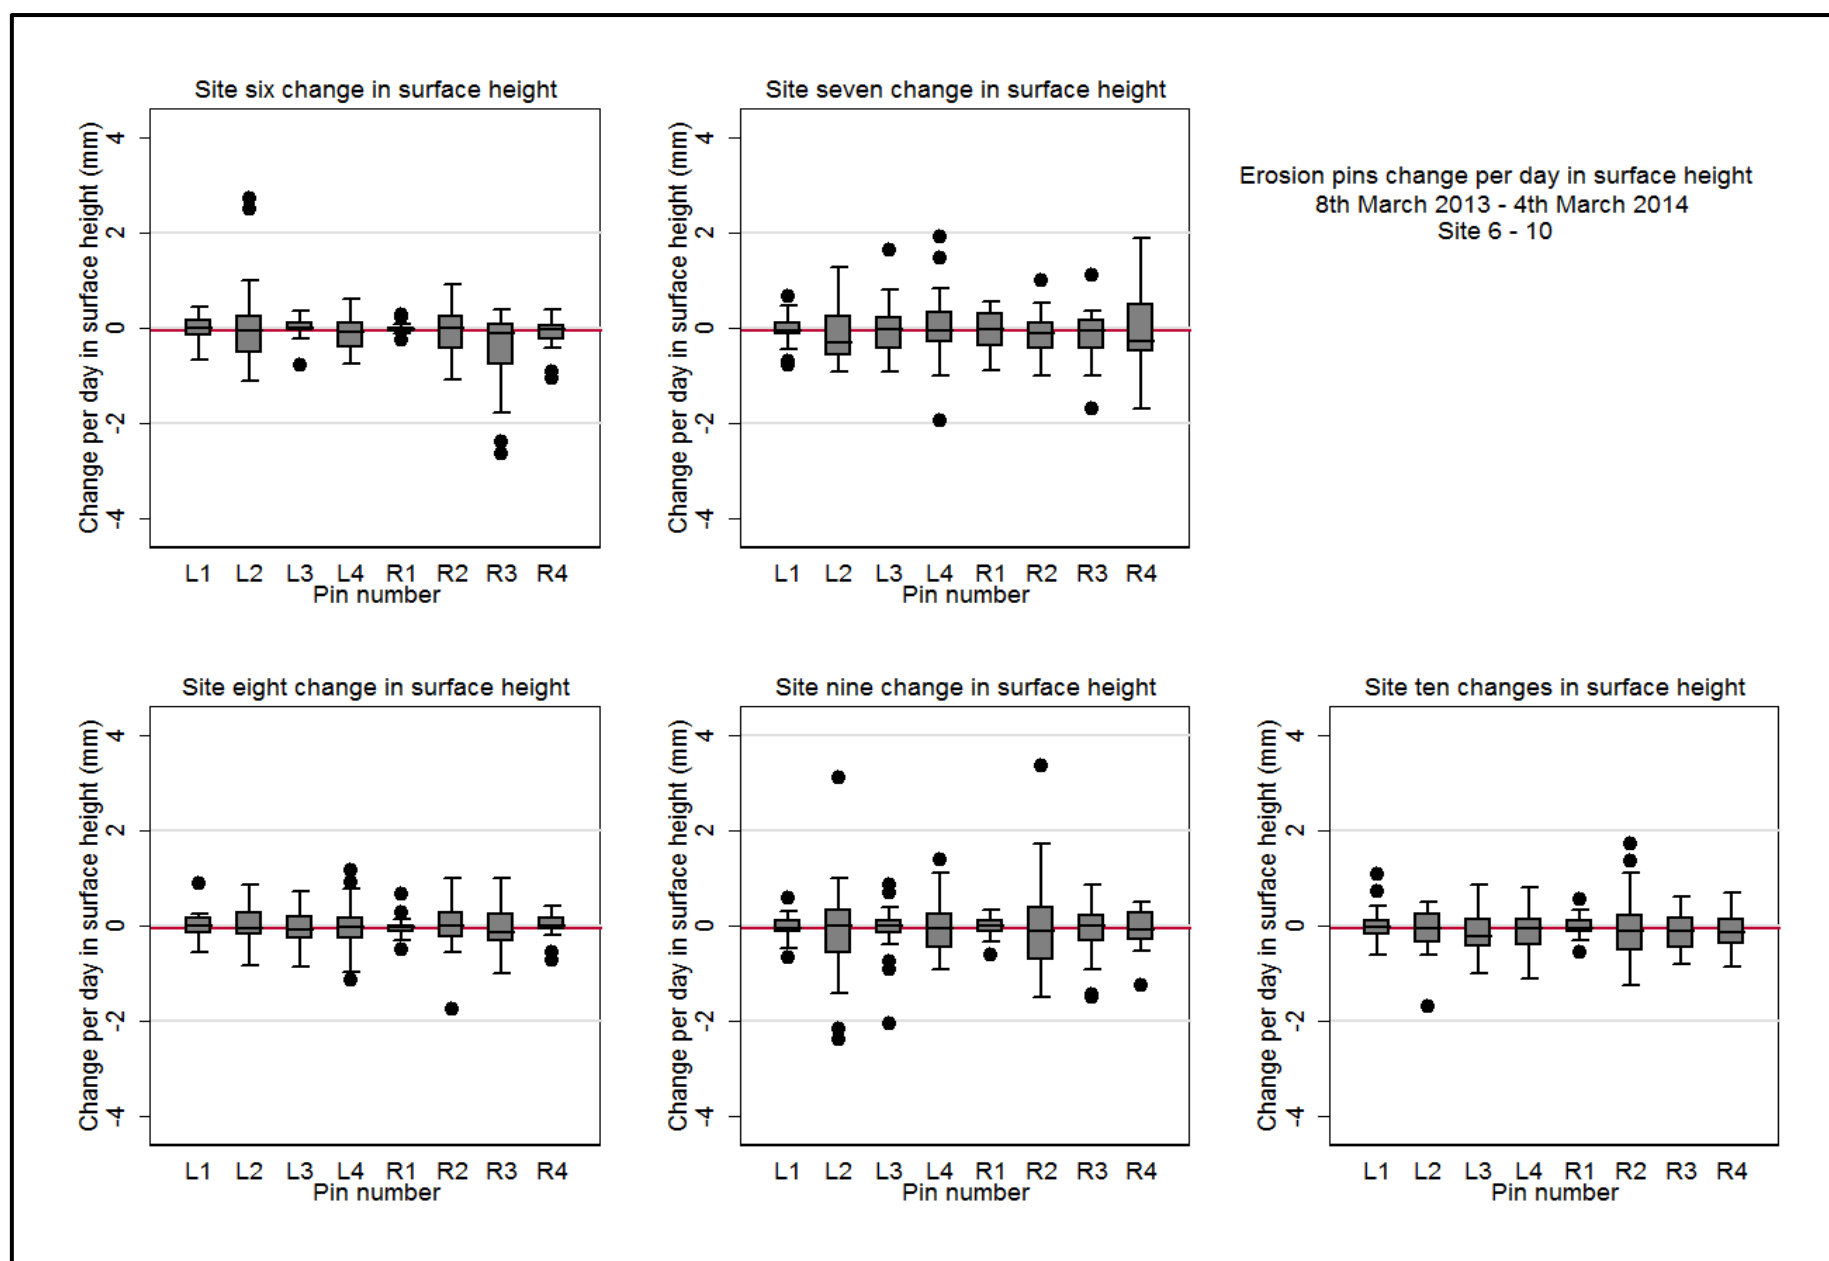 Site six change in surface height
Change per day in surface height (mm)
4
2
0
-2
-4
L1 L2 L3 L4 R1 R2 R3 R4
Pin number
Site seven change in surface height
Change per day in surface height (mm)
4
2
0
-2
-4
L1 L2 L3 L4 R1 R2 R3 R4
Pin number
Erosion pins change per day in surface height
8th March 2013 - 4th March 2014
Site 6 - 10
Site eight change in surface height
Change per day in surface height (mm)
4
2
0
-2
-4
L1 L2 L3 L4 R1 R2 R3 R4
Pin number
Site nine change in surface height
Change per day in surface height (mm)
4
2
0
-2
-4
L1 L2 L3 L4 R1 R2 R3 R4
Pin number
Site ten changes in surface height
Change per day in surface height (mm)
4
2
0
-2
-4
L1 L2 L3 L4 R1 R2 R3 R4
Pin number